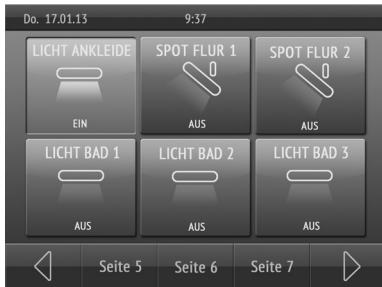 Do. 17.01.13 9:37
LICHT ANKLEIDE SPOT FLUR 1 SPOT FLUR 2
EIN AUS AUS
LICHT BAD 1 LICHT BAD 2 LICHT BAD 3
AUS AUS AUS
Seite 5 Seite 6 Seite 7